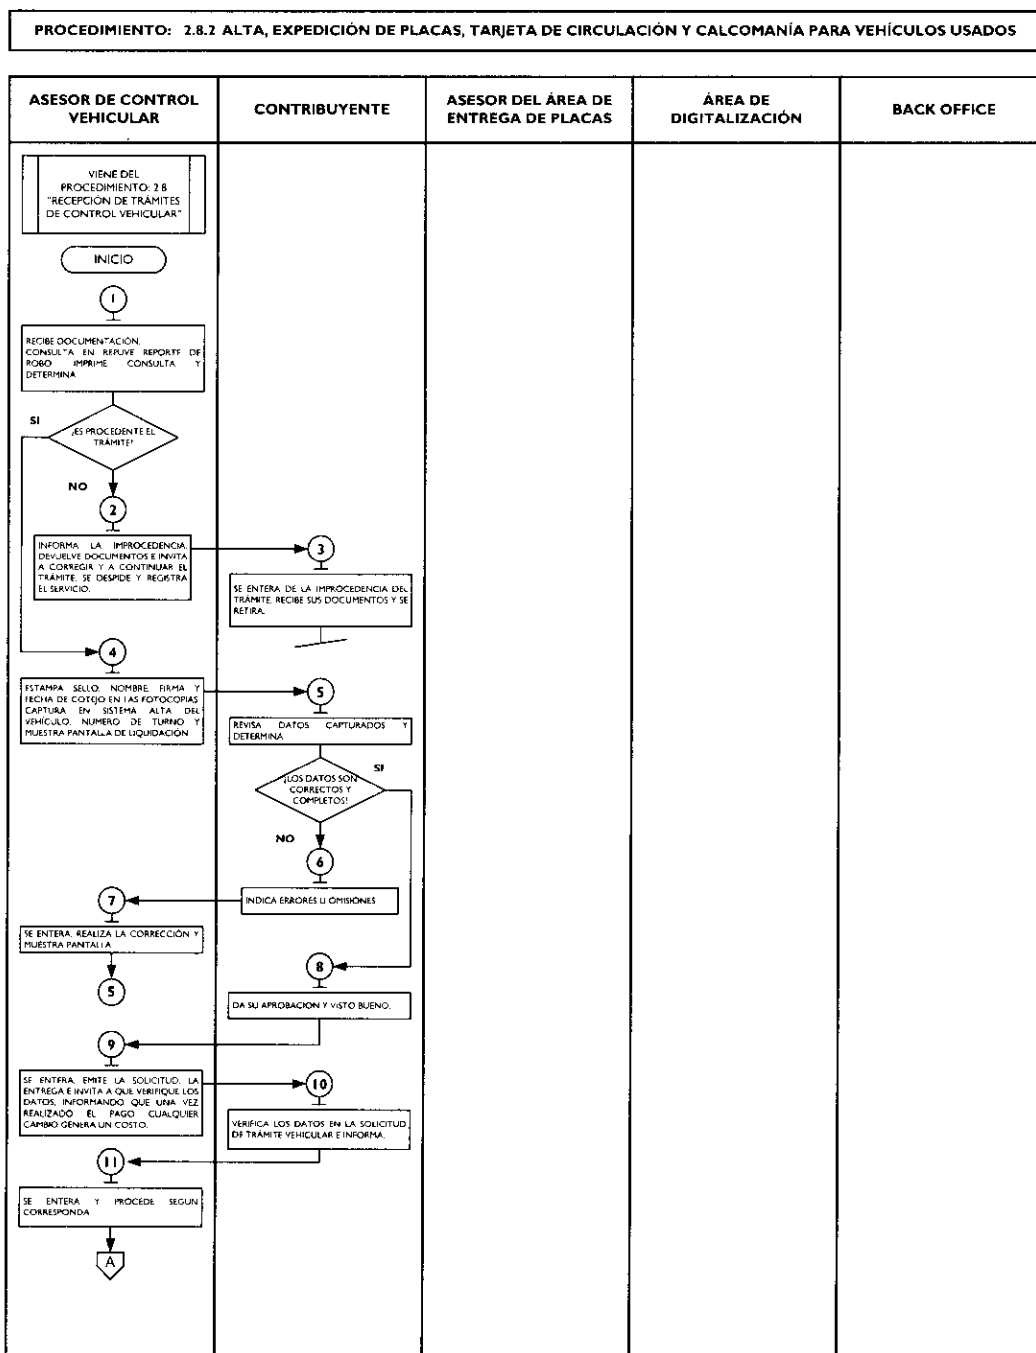 PROCEDIMIENTO: 2.8.2 ALTA, EXPEDICIÓN DE PLACAS, TARJETA DE CIRCULACIÓN Y CALCOMANÍA PARA VEHÍCULOS USADOS
ASESOR DE CONTROL
VEHICULAR
CONTRIBUYENTE
ASESOR DEL ÁREA DE
ENTREGA DE PLACAS
ÁREA DE
DIGITALIZACIÓN
BACK OFFICE
VIENE DEL
PROCEDIMIENTO: 2 8
"RECEPCIÓN DE TRÁMITES
DE CONTROL VEHICULAR"
INICIO
1
RECIBE DOCUMENTACIÓN.
CONSULTA EN REPUVE REPORTE DE
ROBO IMPRIME CONSULTA Y
DETERMINA
SI
¿ES PROCEDENTE EL
TRÁMITE?
NO
2
INFORMA LA IMPROCEDENCIA.
DEVUELVE DOCUMENTOS E INVITA
A CORREGIR Y A CONTINUAR EL
TRÁMITE. SE DESPIDE Y REGISTRA
EL SERVICIO.
3
SE ENTERA DE LA IMPROCEDENCIA DEL
TRÁMITE, RECIBE SUS DOCUMENTOS Y SE
RETIRA.
4
ESTAMPA SELLO, NOMBRE FIRMA Y
FECHA DE COTEJO EN LAS FOTOCOPIAS
CAPTURA EN SISTEMA ALTA DEL
VEHÍCULO, NUMERO DE TURNO Y
MUESTRA PANTALLA DE LIQUIDACIÓN
5
REVISA DATOS CAPTURADOS Y
DETERMINA
SI
¿LOS DATOS SON
CORRECTOS Y
COMPLETOS?
NO
6
INDICA ERRORES U OMISIONES
7
SE ENTERA, REALIZA LA CORRECCIÓN Y
MUESTRA PANTALLA
5
8
DA SU APROBACION Y VISTO BUENO.
9
SE ENTERA, EMITE LA SOLICITUD, LA
ENTREGA E INVITA A QUE VERIFIQUE LOS
DATOS, INFORMANDO QUE UNA VEZ
REALIZADO EL PAGO CUALQUIER
CAMBIO GENERA UN COSTO.
10
VERIFICA LOS DATOS EN LA SOLICITUD
DE TRÁMITE VEHICULAR E INFORMA.
11
SE ENTERA Y PROCEDE SEGUN
CORRESPONDA
A